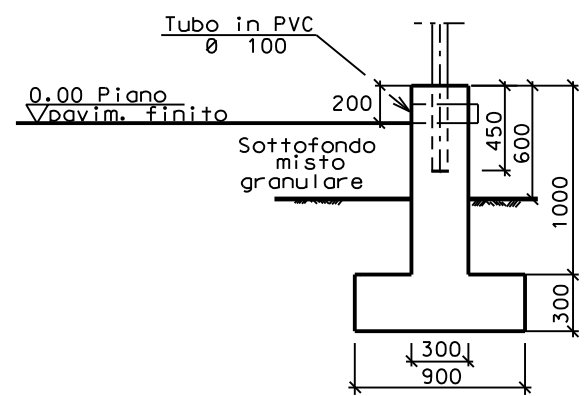 Tubo in PVC
Ø 100
0.00 Piano
pavim. finito
200
Sottofondo
misto
granulare
450
600
1000
300
300
900